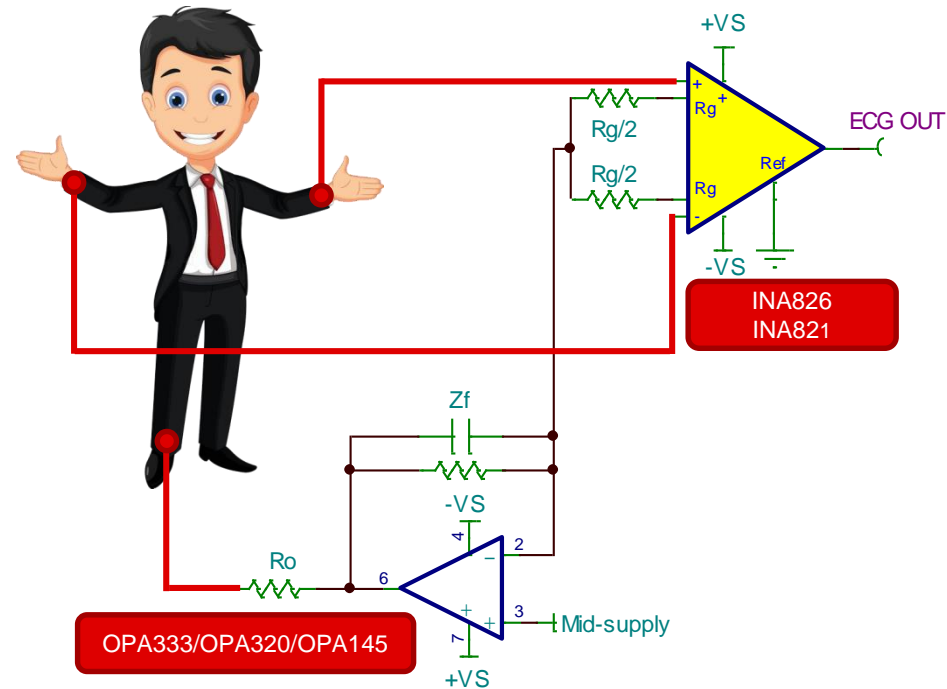 +VS
+
Rg
+
Rg/2
ECG OUT
Ref
Rg/2
Rg
-
-VS
INA826
INA821
Zf
-VS
4
2
-
Ro
6
3
+
+
Mid-supply
7
OPA333/OPA320/OPA145
+VS